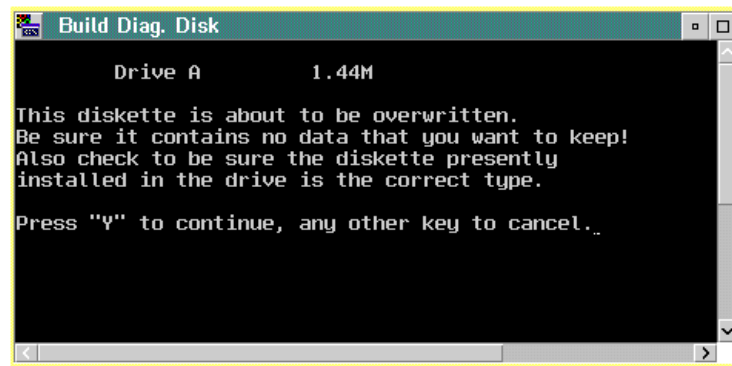 Build Diag. Disk
Drive A 1.44M
This diskette is about to be overwritten.
Be sure it contains no data that you want to keep!
Also check to be sure the diskette presently
installed in the drive is the correct type.
Press "Y" to continue, any other key to cancel._